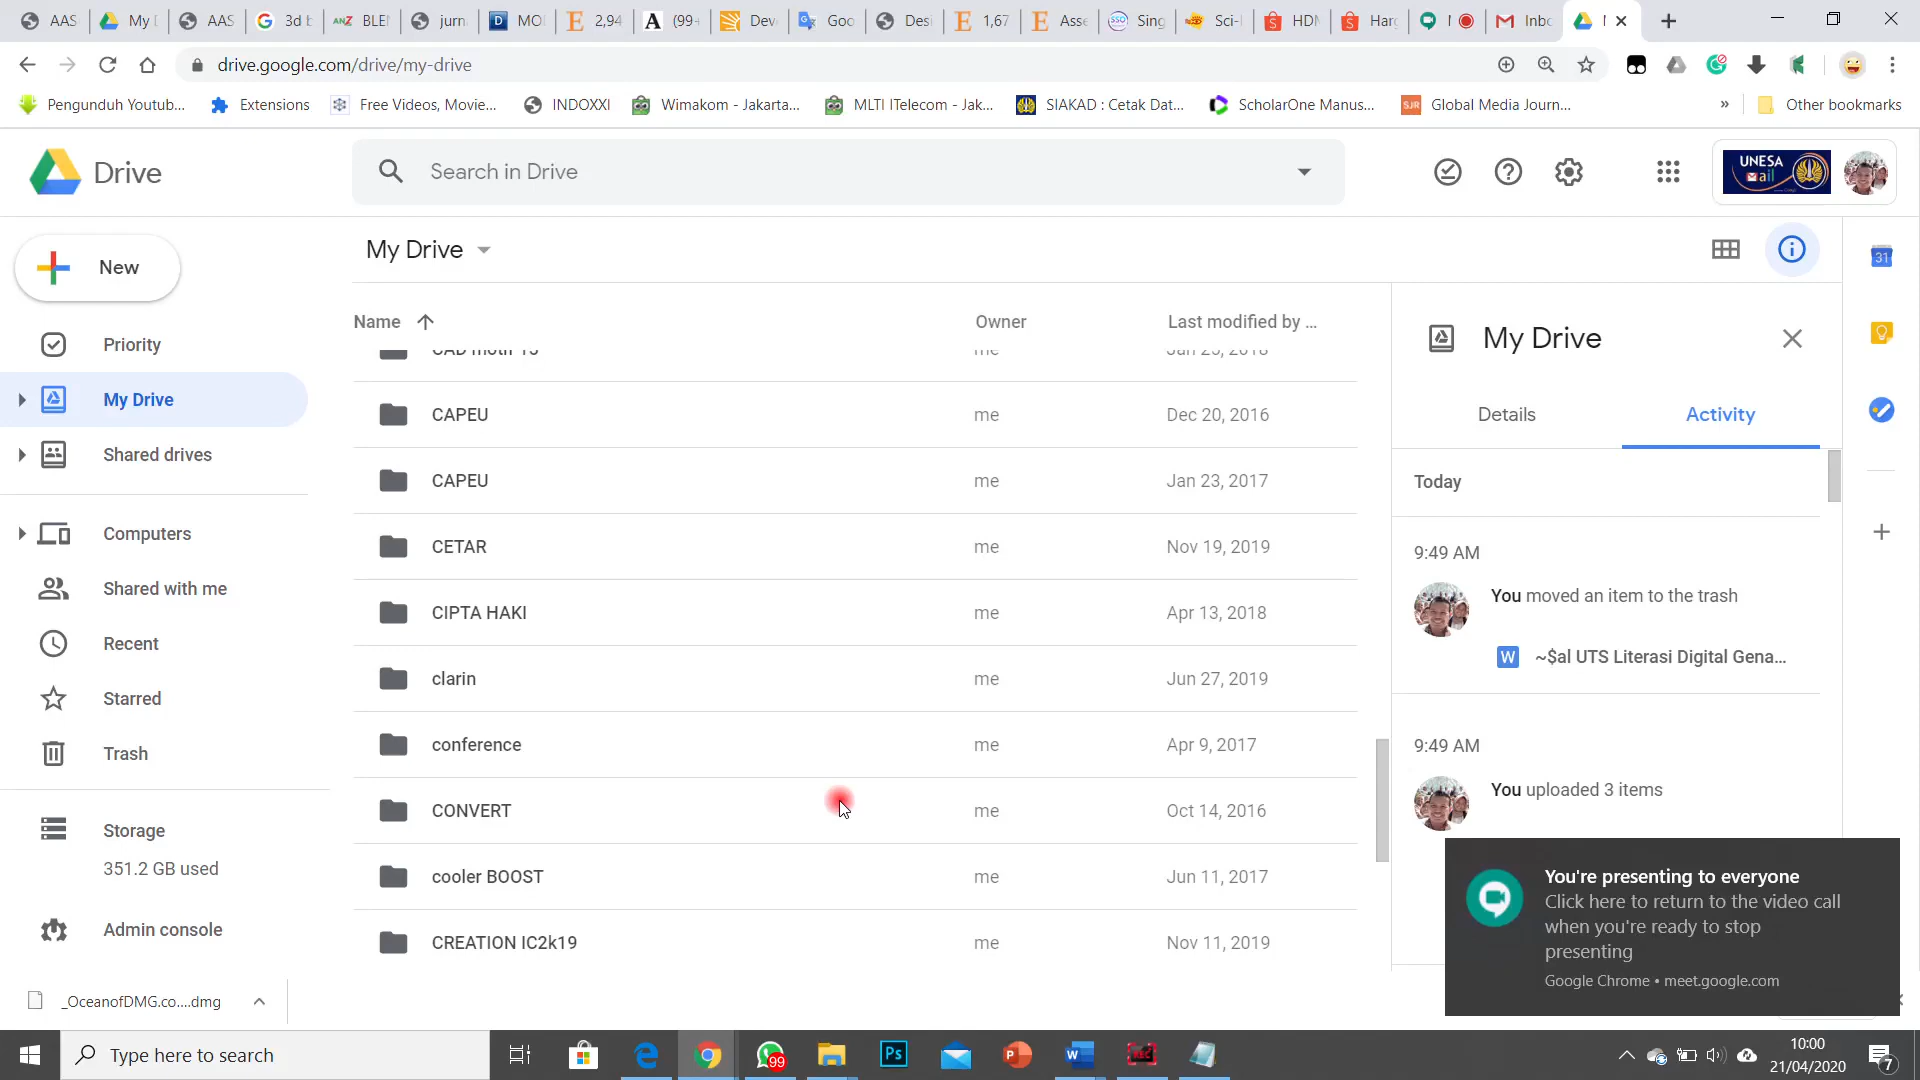 AAS
My D
AAS
3d b
ANZ BLEN
jurn
MOI
2,94
(99+
Dev
Goo
Desi
1,67
Asse
Sing
Sci-
HDM
Harg
Inbo
drive.google.com/drive/my-drive
Pengunduh Youtub...
Extensions
Free Videos, Movie...
INDOXXI
Wimakom - Jakarta...
MLTI ITelecom - Jak...
SIAKAD : Cetak Dat...
ScholarOne Manus...
SJR Global Media Journ...
»
Other bookmarks
Drive
Search in Drive
UNESA
Mail
New
My Drive
Priority
My Drive
Shared drives
Computers
Shared with me
Recent
Starred
Trash
Storage
351.2 GB used
Admin console
Name
Owner
Last modified by ...
CAPEU
me
Dec 20, 2016
CAPEU
me
Jan 23, 2017
CETAR
me
Nov 19, 2019
CIPTA HAKI
me
Apr 13, 2018
clarin
me
Jun 27, 2019
conference
me
Apr 9, 2017
CONVERT
me
Oct 14, 2016
cooler BOOST
me
Jun 11, 2017
CREATION IC2k19
me
Nov 11, 2019
My Drive
Details
Activity
Today
9:49 AM
You moved an item to the trash
W ~$al UTS Literasi Digital Gena...
9:49 AM
You uploaded 3 items
31
You're presenting to everyone
Click here to return to the video call
when you're ready to stop
presenting
Google Chrome • meet.google.com
_OceanofDMG.co....dmg
Type here to search
99
Ps
10:00
21/04/2020
7